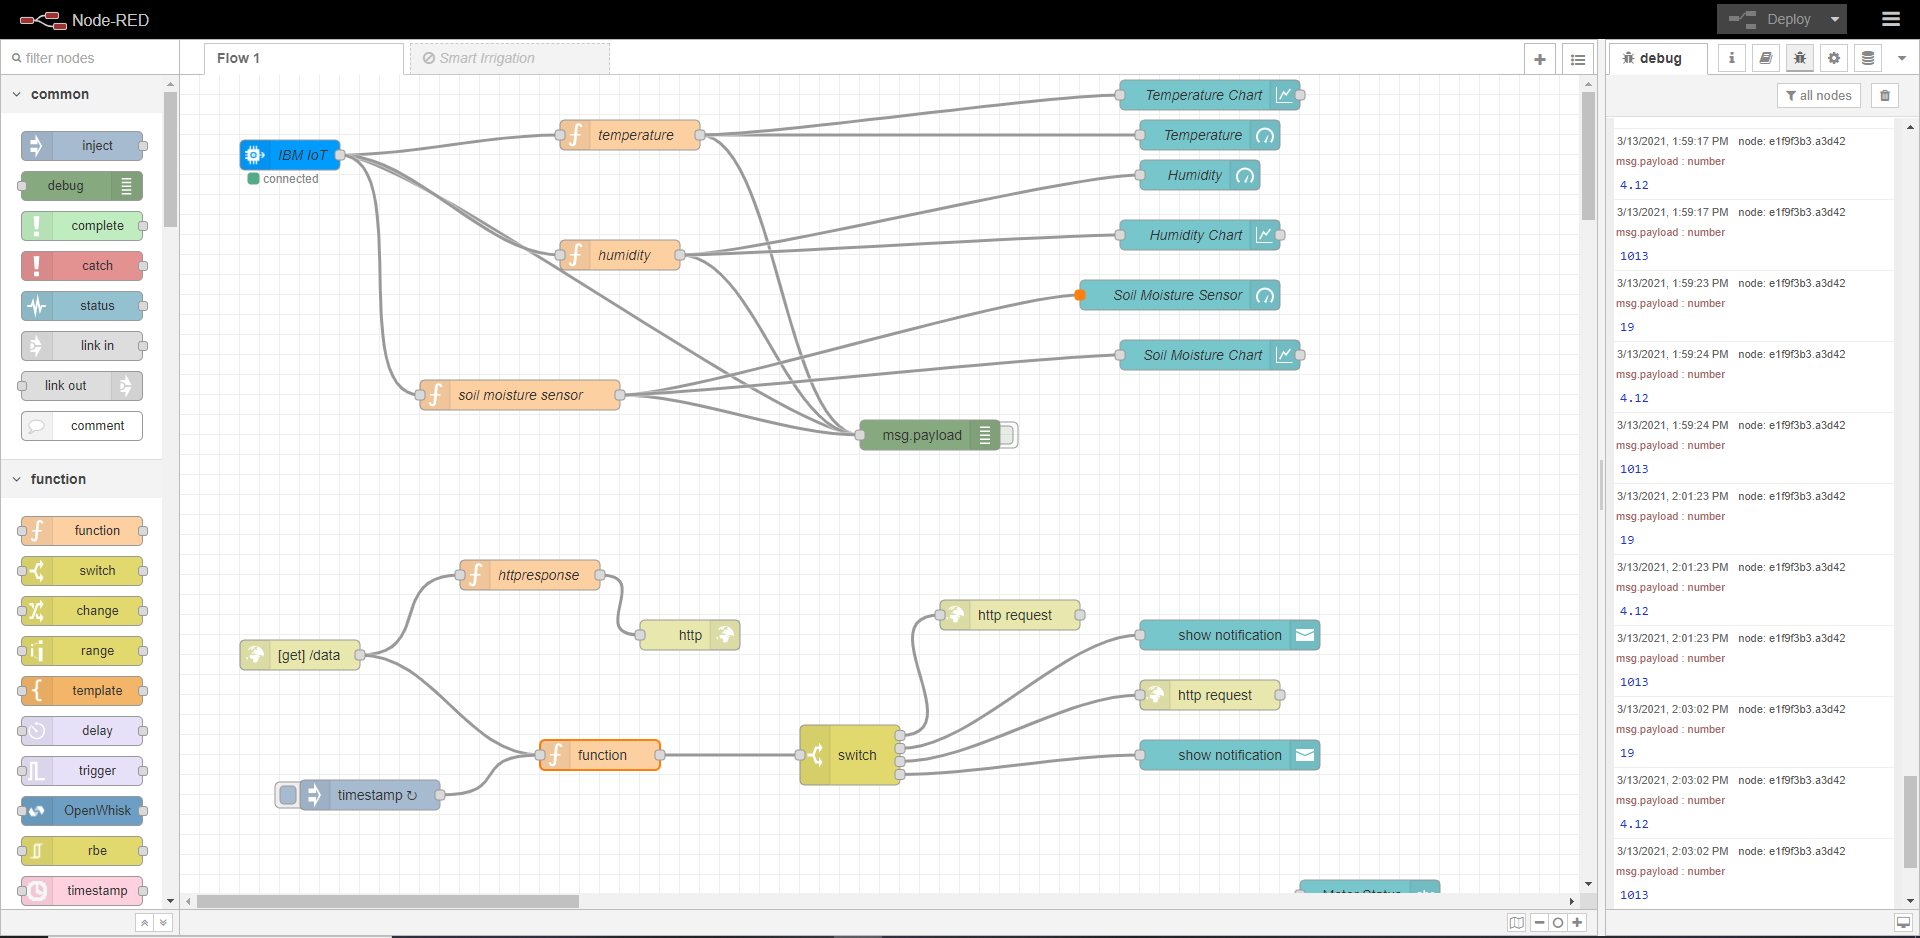 Node-RED
Deploy
filter nodes
Flow 1
Smart Irrigation
debug
i
all nodes
common
inject
debug
complete
catch
status
link in
link out
comment
function
function
switch
change
range
template
delay
trigger
OpenWhisk
rbe
timestamp
IBM IoT
connected
temperature
humidity
soil moisture sensor
Temperature Chart
Temperature
Humidity
Humidity Chart
Soil Moisture Sensor
Soil Moisture Chart
msg.payload
httpresponse
http
[get] /data
function
timestamp ↻
switch
http request
show notification
http request
show notification
Motor Status
3/13/2021, 1:59:17 PM node: e1f9f3b3.a3d42
msg.payload : number
4.12
3/13/2021, 1:59:17 PM node: e1f9f3b3.a3d42
msg.payload : number
1013
3/13/2021, 1:59:23 PM node: e1f9f3b3.a3d42
msg.payload : number
19
3/13/2021, 1:59:24 PM node: e1f9f3b3.a3d42
msg.payload : number
4.12
3/13/2021, 1:59:24 PM node: e1f9f3b3.a3d42
msg.payload : number
1013
3/13/2021, 2:01:23 PM node: e1f9f3b3.a3d42
msg.payload : number
19
3/13/2021, 2:01:23 PM node: e1f9f3b3.a3d42
msg.payload : number
4.12
3/13/2021, 2:01:23 PM node: e1f9f3b3.a3d42
msg.payload : number
1013
3/13/2021, 2:03:02 PM node: e1f9f3b3.a3d42
msg.payload : number
19
3/13/2021, 2:03:02 PM node: e1f9f3b3.a3d42
msg.payload : number
4.12
3/13/2021, 2:03:02 PM node: e1f9f3b3.a3d42
msg.payload : number
1013